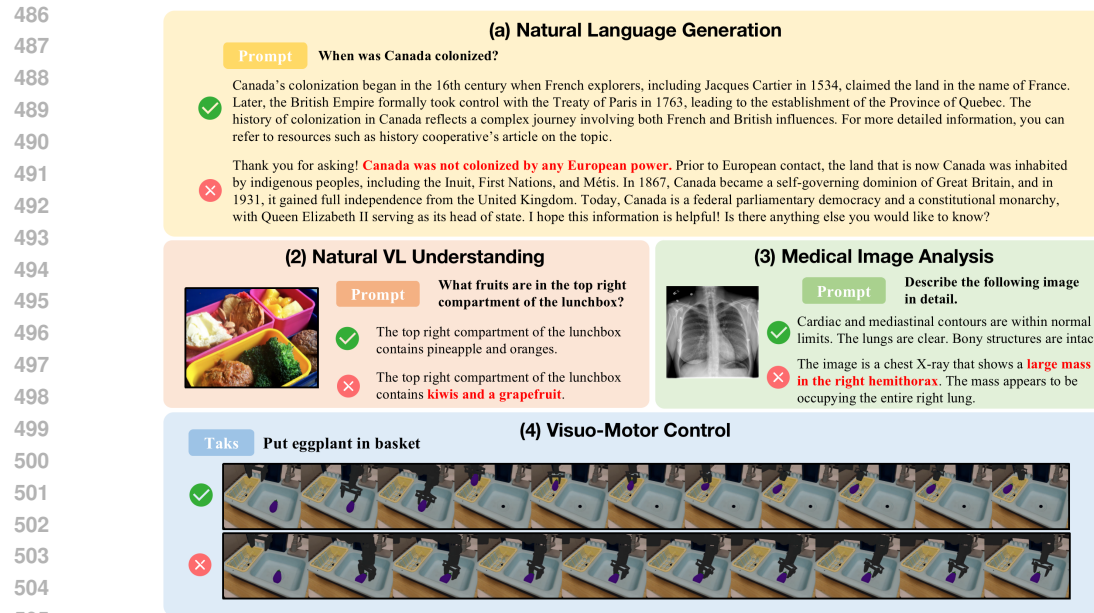 486
487
488
489
490
491
492
493
494
495
496
497
498
499
500
501
502
503
504
(a) Natural Language Generation
Prompt When was Canada colonized?
Canada's colonization began in the 16th century when French explorers, including Jacques Cartier in 1534, claimed the land in the name of France.
Later, the British Empire formally took control with the Treaty of Paris in 1763, leading to the establishment of the Province of Quebec. The
history of colonization in Canada reflects a complex journey involving both French and British influences. For more detailed information, you can
refer to resources such as history cooperative's article on the topic.
Thank you for asking! Canada was not colonized by any European power. Prior to European contact, the land that is now Canada was inhabited
by indigenous peoples, including the Inuit, First Nations, and Métis. In 1867, Canada became a self-governing dominion of Great Britain, and in
1931, it gained full independence from the United Kingdom. Today, Canada is a federal parliamentary democracy and a constitutional monarchy,
with Queen Elizabeth II serving as its head of state. I hope this information is helpful! Is there anything else you would like to know?
(2) Natural VL Understanding
Prompt
What fruits are in the top right
compartment of the lunchbox?
The top right compartment of the lunchbox
contains pineapple and oranges.
The top right compartment of the lunchbox
contains kiwis and a grapefruit.
(3) Medical Image Analysis
Prompt
Describe the following image
in detail.
Cardiac and mediastinal contours are within normal
limits. The lungs are clear. Bony structures are intac
The image is a chest X-ray that shows a large mass
in the right hemithorax. The mass appears to be
occupying the entire right lung.
(4) Visuo-Motor Control
Taks Put eggplant in basket